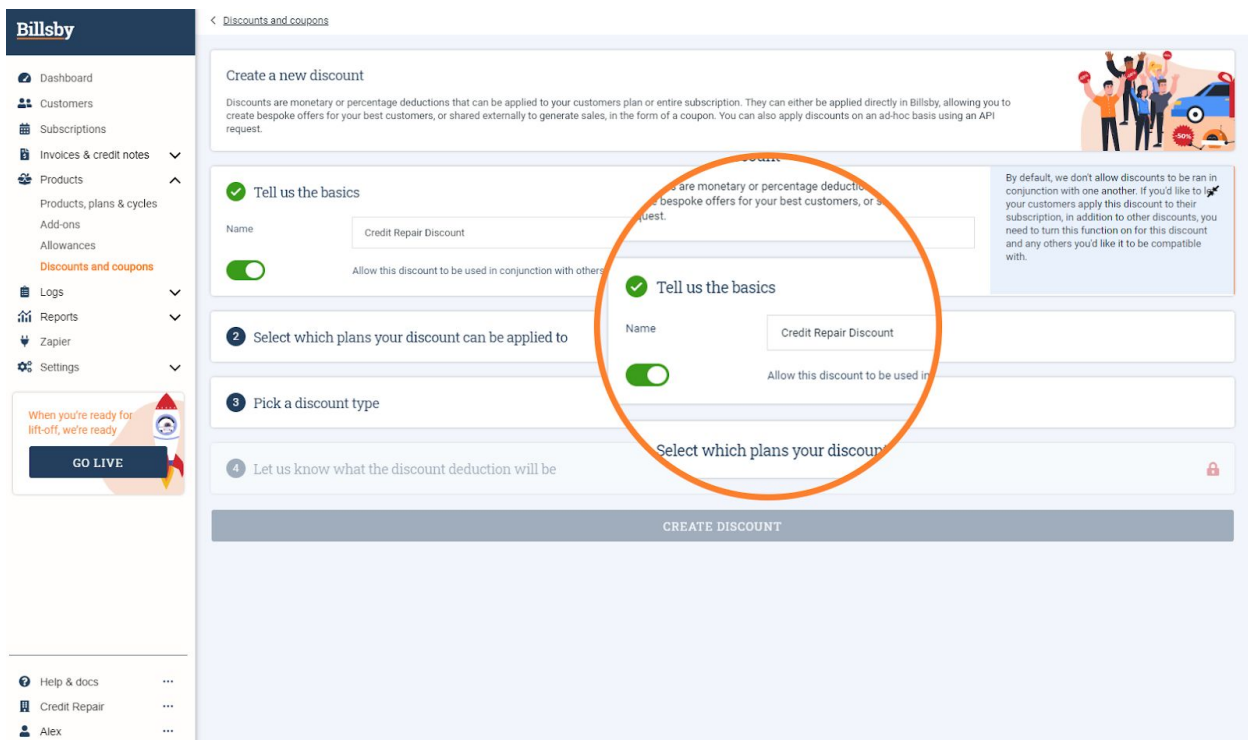 Billsby
Dashboard
Customers
Subscriptions
Invoices & credit notes
Products
Products, plans & cycles
Add-ons
Allowances
Discounts and coupons
Logs
Reports
Zapier
Settings
When you're ready for
lift-off, we're ready
GO LIVE
Help & docs
Credit Repair
Alex
Discounts and coupons
Create a new discount
Discounts are monetary or percentage deductions that can be applied to your customers plan or entire subscription. They can either be applied directly in Billsby, allowing you to
create bespoke offers for your best customers, or shared externally to generate sales, in the form of a coupon. You can also apply discounts on an ad-hoc basis using an API
request.
-50%
Tell us the basics
Name
Credit Repair Discount
Allow this discount to be used in conjunction with others
By default, we don't allow discounts to be ran in
conjunction with one another. If you'd like to let
your customers apply this discount to their
subscription, in addition to other discounts, you
need to turn this function on for this discount
and any others you'd like it to be compatible
with.
2 Select which plans your discount can be applied to
3 Pick a discount type
4 Let us know what the discount deduction will be
CREATE DISCOUNT
are monetary or percentage
bespoke offers for your best customers, or
Tell us the basics
Name
Credit Repair Discount
Allow this discount to be used in
Select which plans your discount